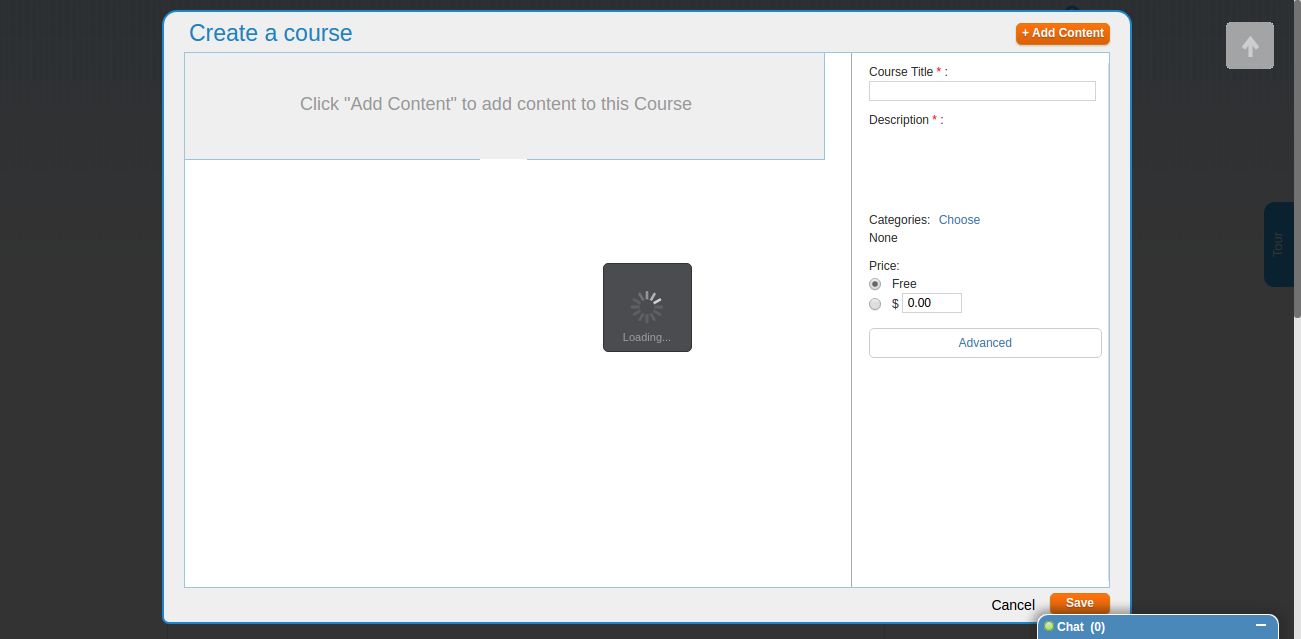 Create a course
+ Add Content
Click "Add Content" to add content to this Course
Course Title * :
Description * :
Categories: Choose
None
Price:
Free
$ 0.00
Advanced
Loading...
Tour
Cancel
Save
Chat (0)